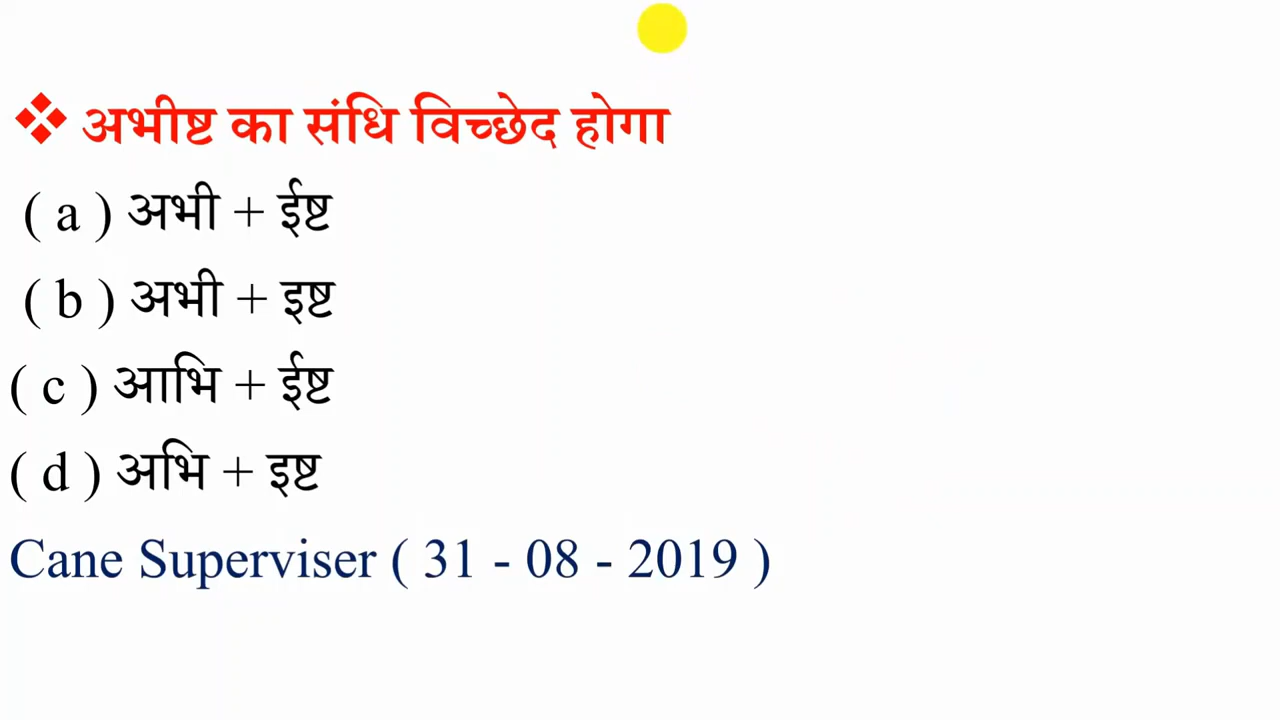 ❖ अभीष्ट का संधि विच्छेद होगा
( a ) अभी + ईष्ट
( b ) अभी + इष्ट
( c ) आभि + ईष्ट
( d ) अभि + इष्ट
Cane Superviser ( 31 - 08 - 2019 )